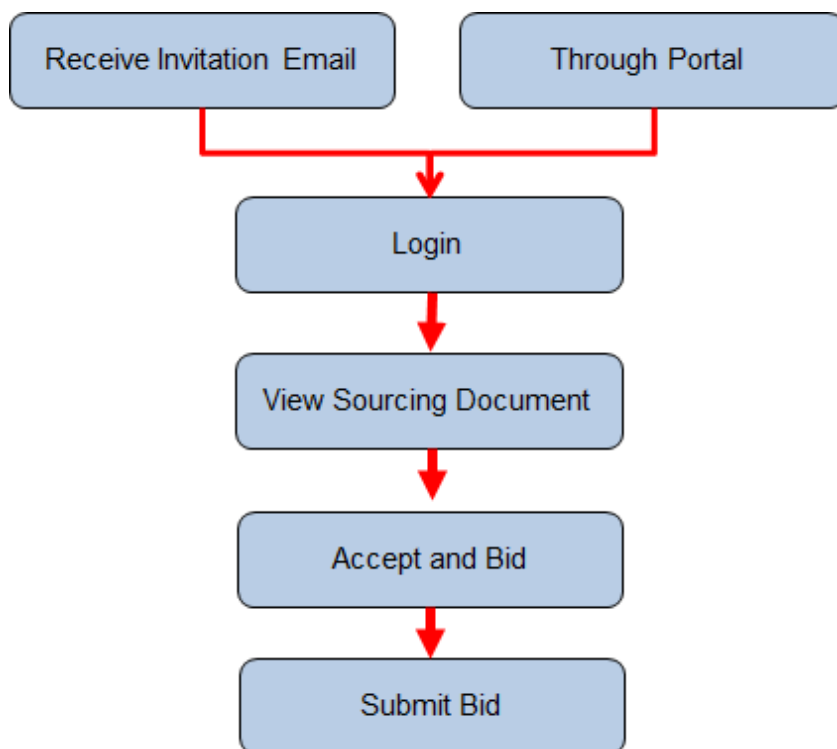 Receive Invitation Email
Through Portal
Login
View Sourcing Document
Accept and Bid
Submit Bid